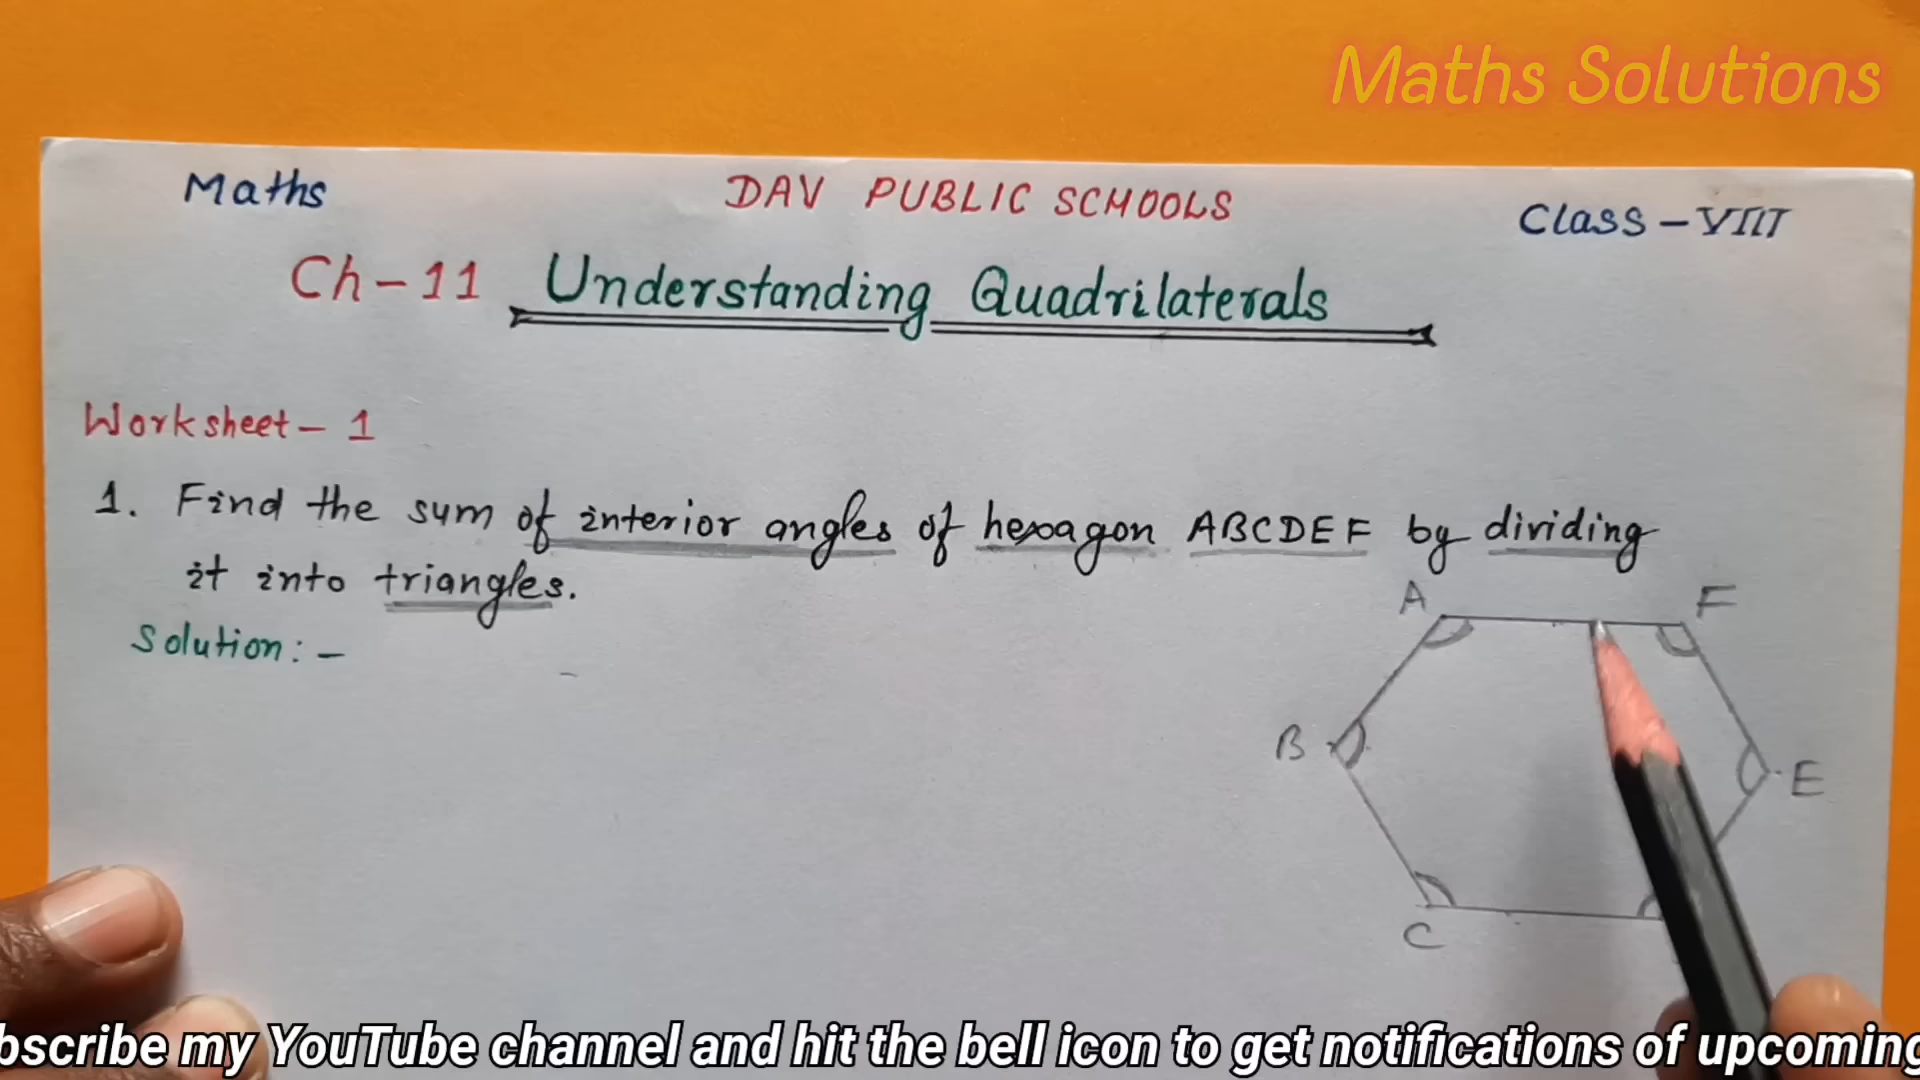 Maths Solutions
Maths
DAV PUBLIC SCHOOLS
Class - VIII
Ch - 11 Understanding Quadrilaterals
Worksheet - 1
1. Find the sum of interior angles of hexagon ABCDEF by dividing
it into triangles.
Solution: -
A
F
B
E
C
my YouTube channel and hit the bell icon to get notifications of upcoming